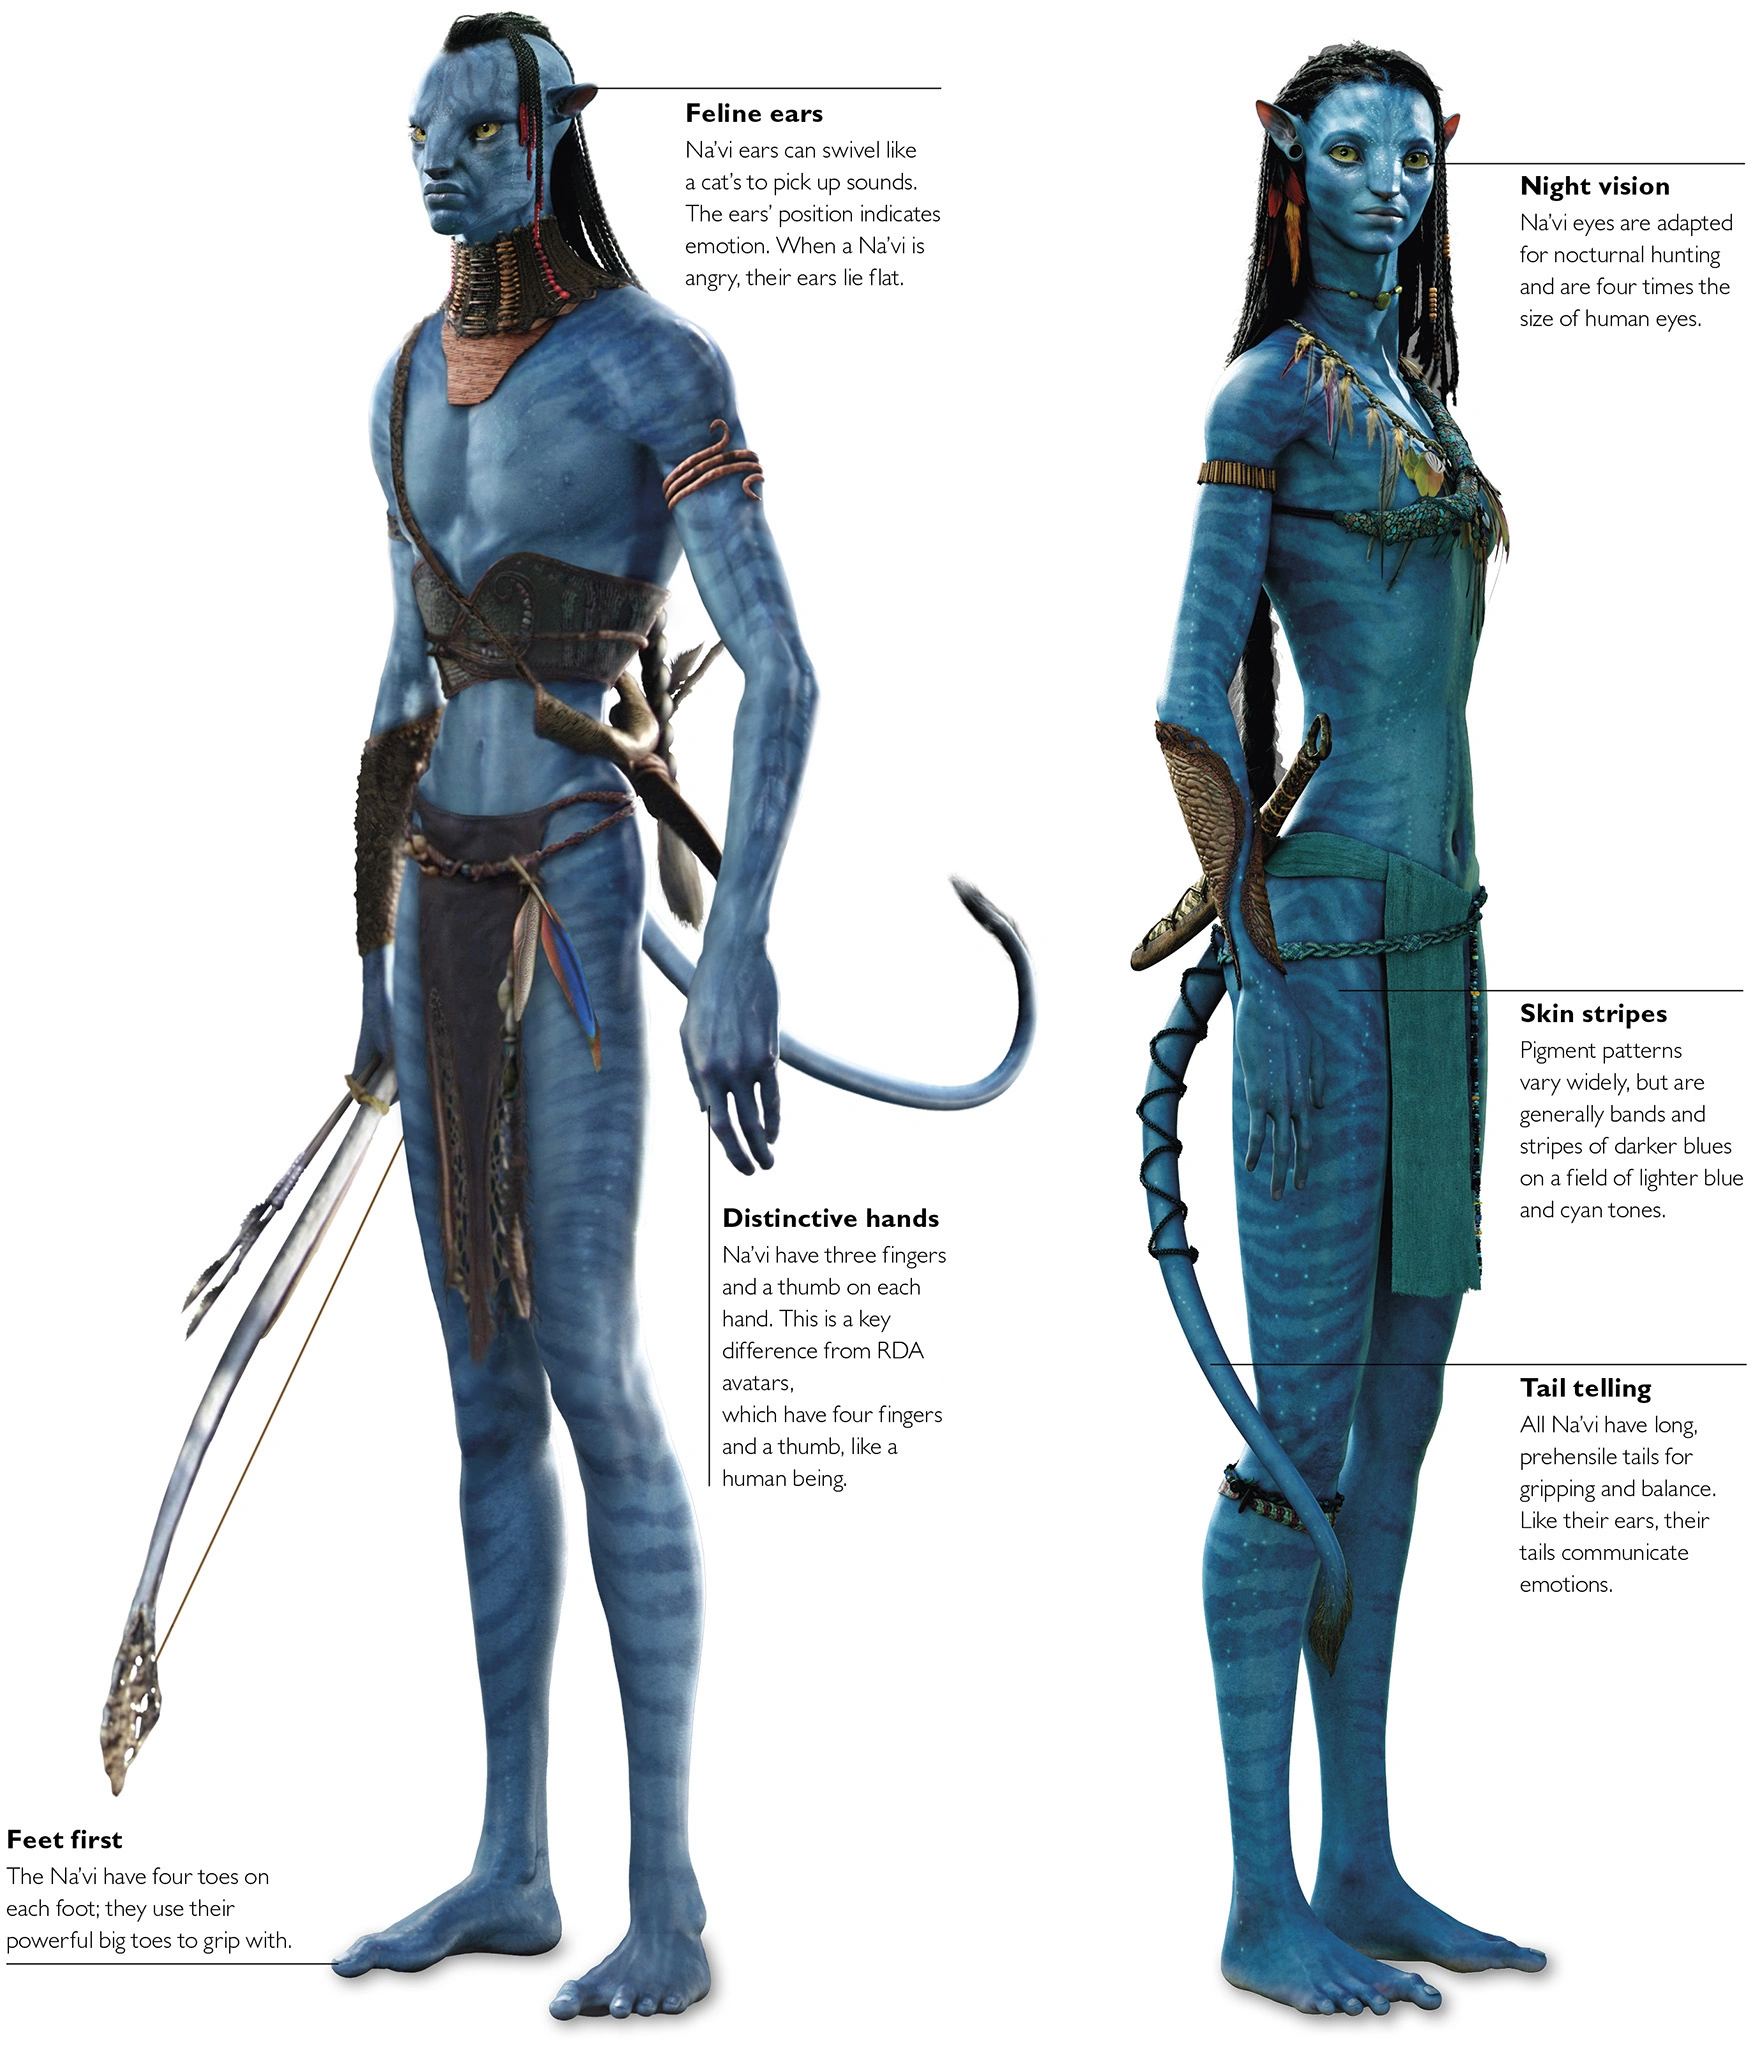 Feline ears
Na’vi ears can swivel like
a cat’s to pick up sounds.
The ears’ position indicates
emotion. When a Na’vi is
angry, their ears lie flat.
Night vision
Na’vi eyes are adapted
for nocturnal hunting
and are four times the
size of human eyes.
Skin stripes
Pigment patterns
vary widely, but are
generally bands and
stripes of darker blues
on a field of lighter blue
and cyan tones.
Distinctive hands
Na’vi have three fingers
and a thumb on each
hand. This is a key
difference from RDA
avatars,
which have four fingers
and a thumb, like a
human being.
Tail telling
All Na’vi have long,
prehensile tails for
gripping and balance.
Like their ears, their
tails communicate
emotions.
Feet first
The Na’vi have four toes on
each foot; they use their
powerful big toes to grip with.